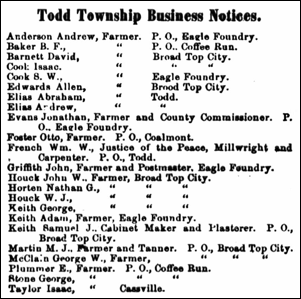 Todd Township Business Notices.
Anderson Andrew, Farmer. P. O., Eagle Foundry.
Baker B. F., " P. O.. Coffee Run.
Barnett David, " Broad Top City.
Cook Isaac. " " "
Cook S. W., " Eagle Foundry.
Edwards Allen, " Brood Top City.
Elias Abraham, " Todd.
Elias Andrew, " "
Evans Jonathan, Farmer and County Commissioner. P.
O., Eagle Foundry.
Foster Otto, Farmer. P. O., Coalmont.
French Wm. W., Justice of the Peace, Millwright and
Carpenter. P. O., Todd.
Griffith John, Farmer and Postmaster. Eagle Foundry.
Houck John W.. Farmer, Broad Top City.
Horten Nathan G., " " "
Houck W. J., " " "
Keith George, " " "
Keith Adam, Farmer, Eagle Foundry.
Keith Samuel J.. Cabinet Maker and Plasterer. P. O.,
Broad Top City.
Martin M. J.. Farmer and Tanner. P. O., Broad Top City.
McClain George W., Farmer, " " "
Plummer E., Farmer. P. O., Coffee Run.
Stone George, " " " "
Taylor Isaac, " Cassville.